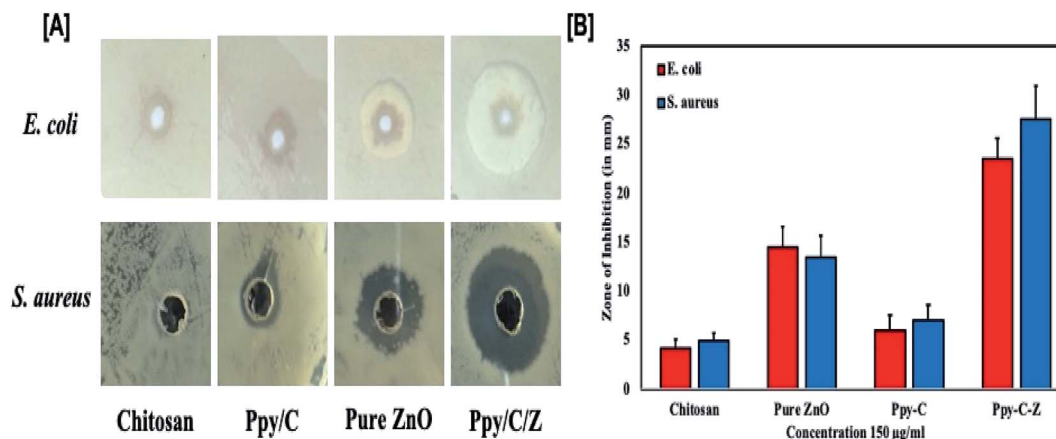 [A]
E. coli
S. aureus
Chitosan Ppy/C Pure ZnO Ppy/C/Z
[B]
Zone of Inhibition (in mm)
35
30
25
20
15
10
5
0
E. coli
S. aureus
Chitosan Pure ZnO Ppy-C Ppy-C-Z
Concentration 150 µg/ml